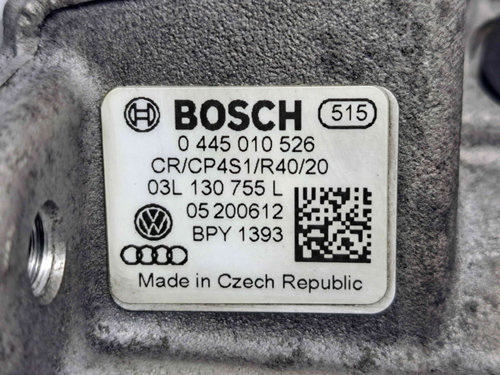 BOSCH 515
0 445 010 526
CR/CP4S1/R40/20
03L 130 755 L
05 200612
BPY 1393
Made in Czech Republic